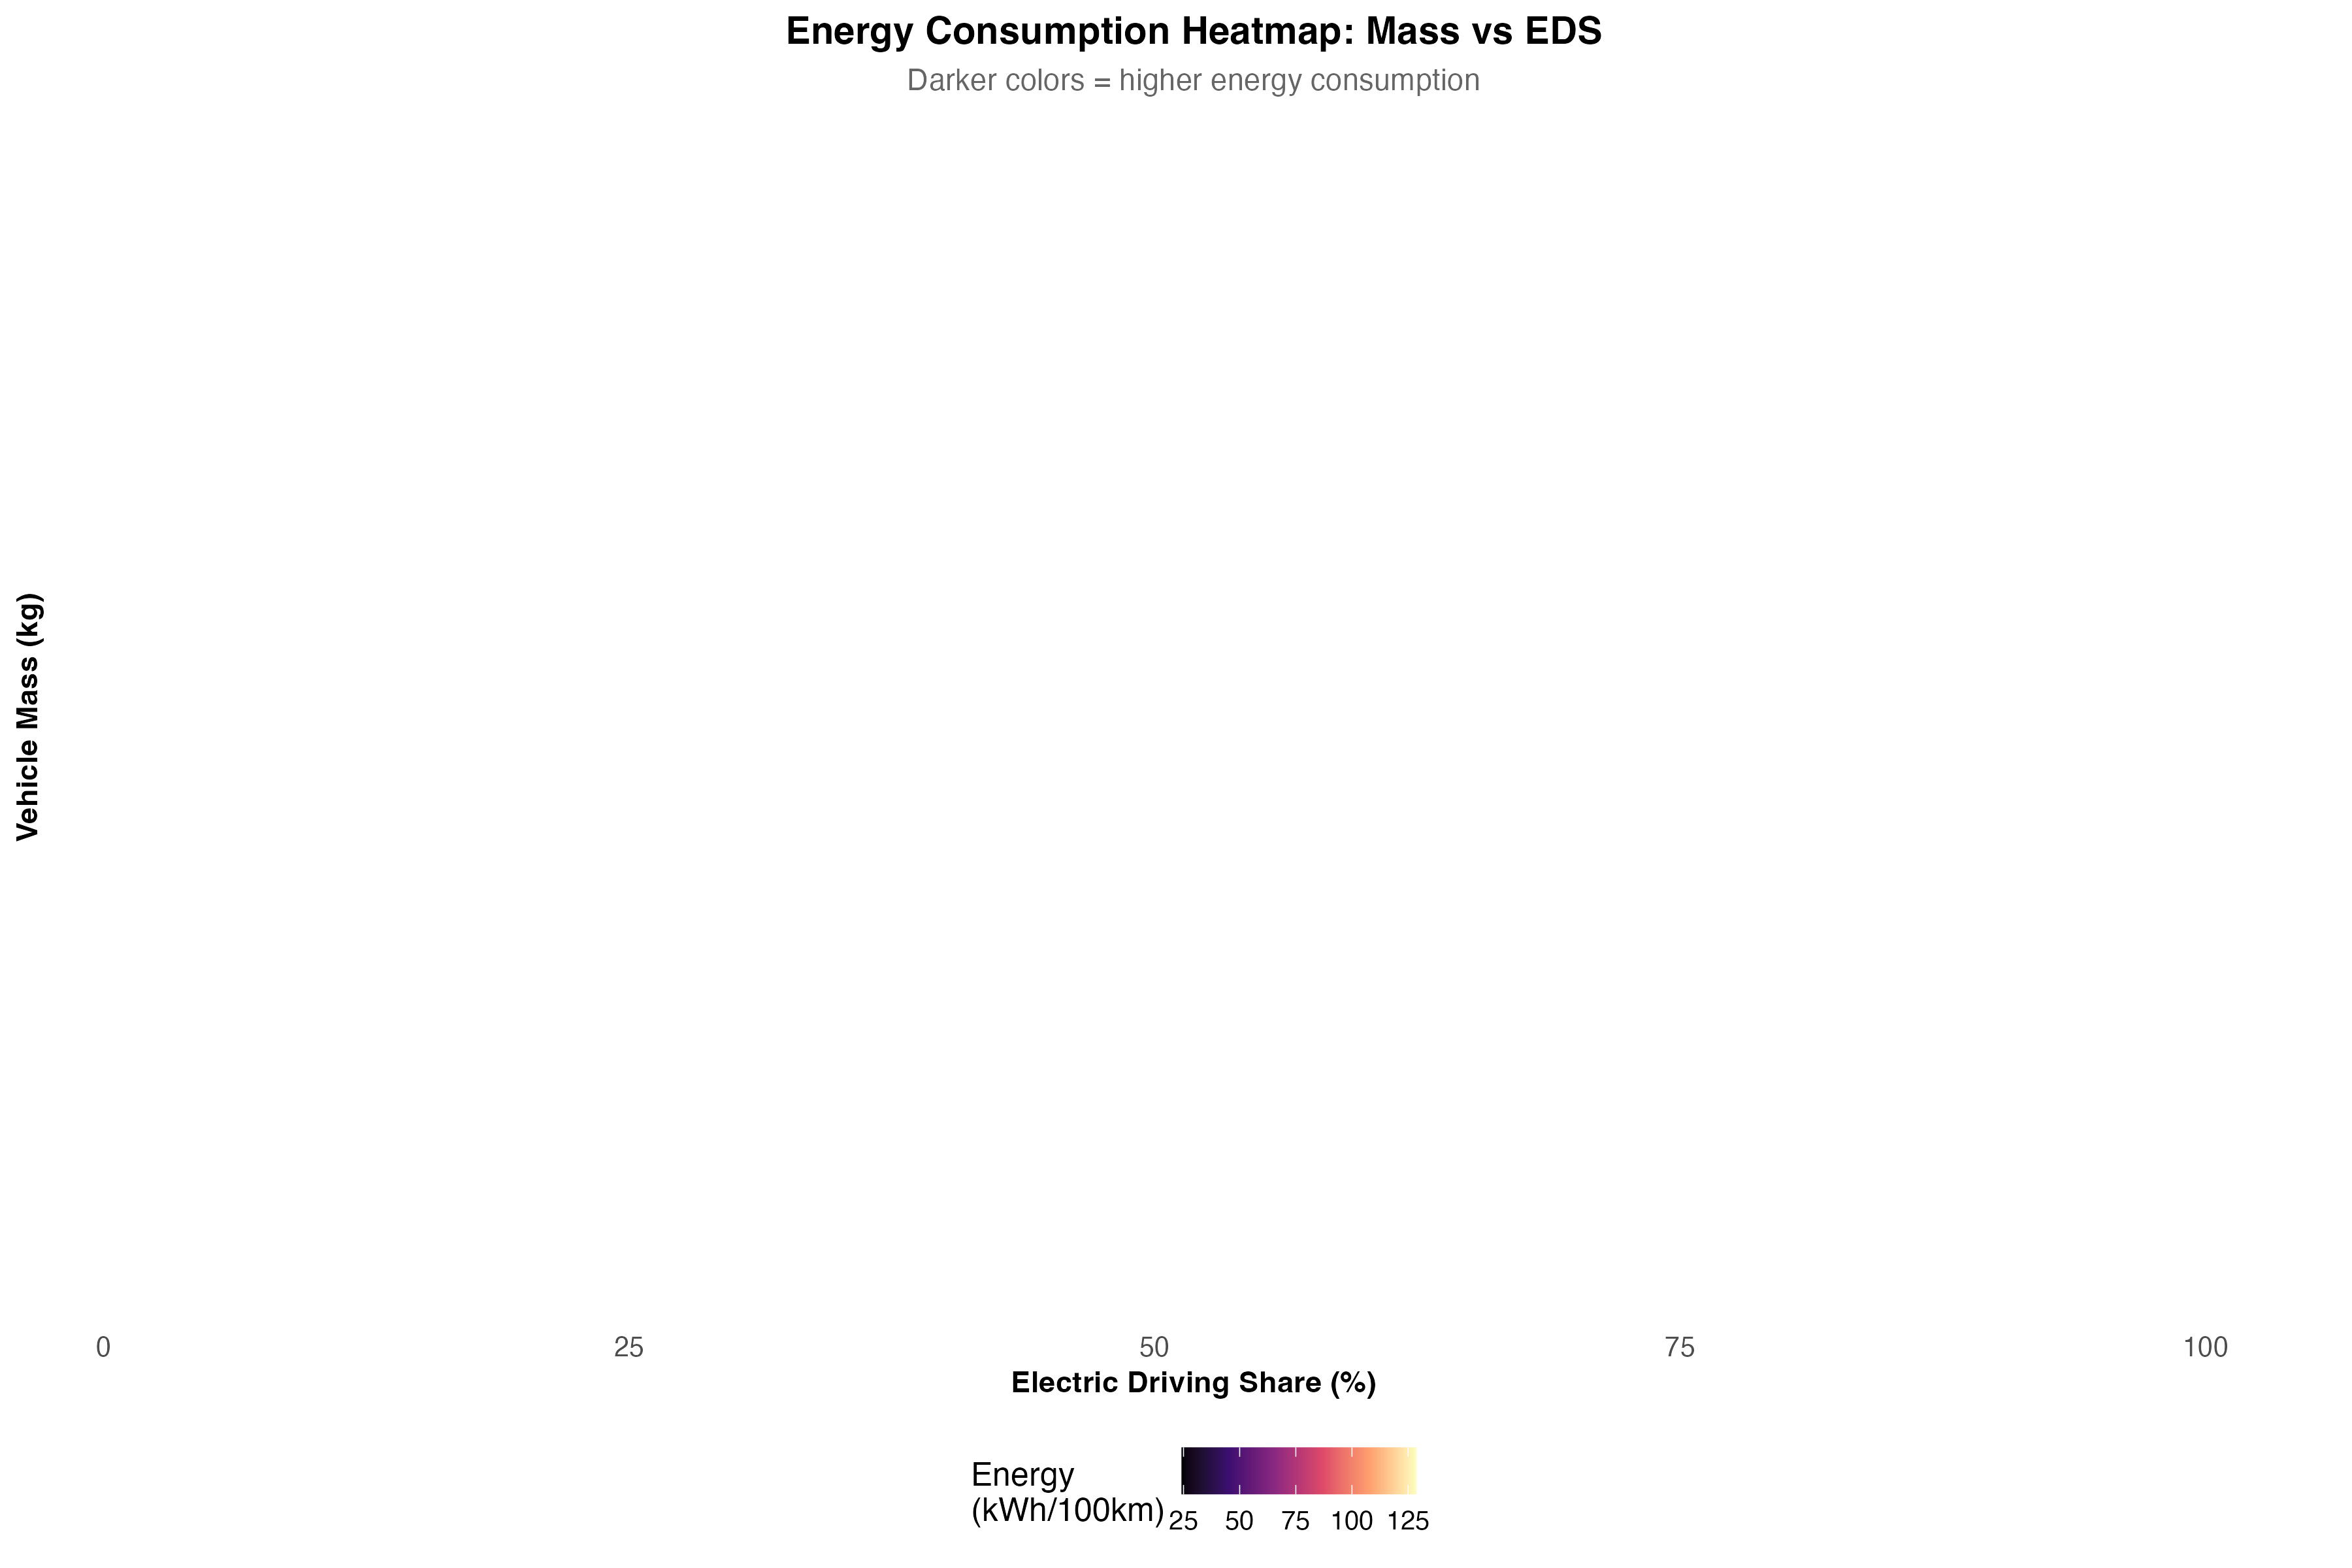 Energy Consumption Heatmap: Mass vs EDS
Darker colors = higher energy consumption
Vehicle Mass (kg)
0 25 50 75 100
Electric Driving Share (%)
Energy
(kWh/100km)
25 50 75 100 125